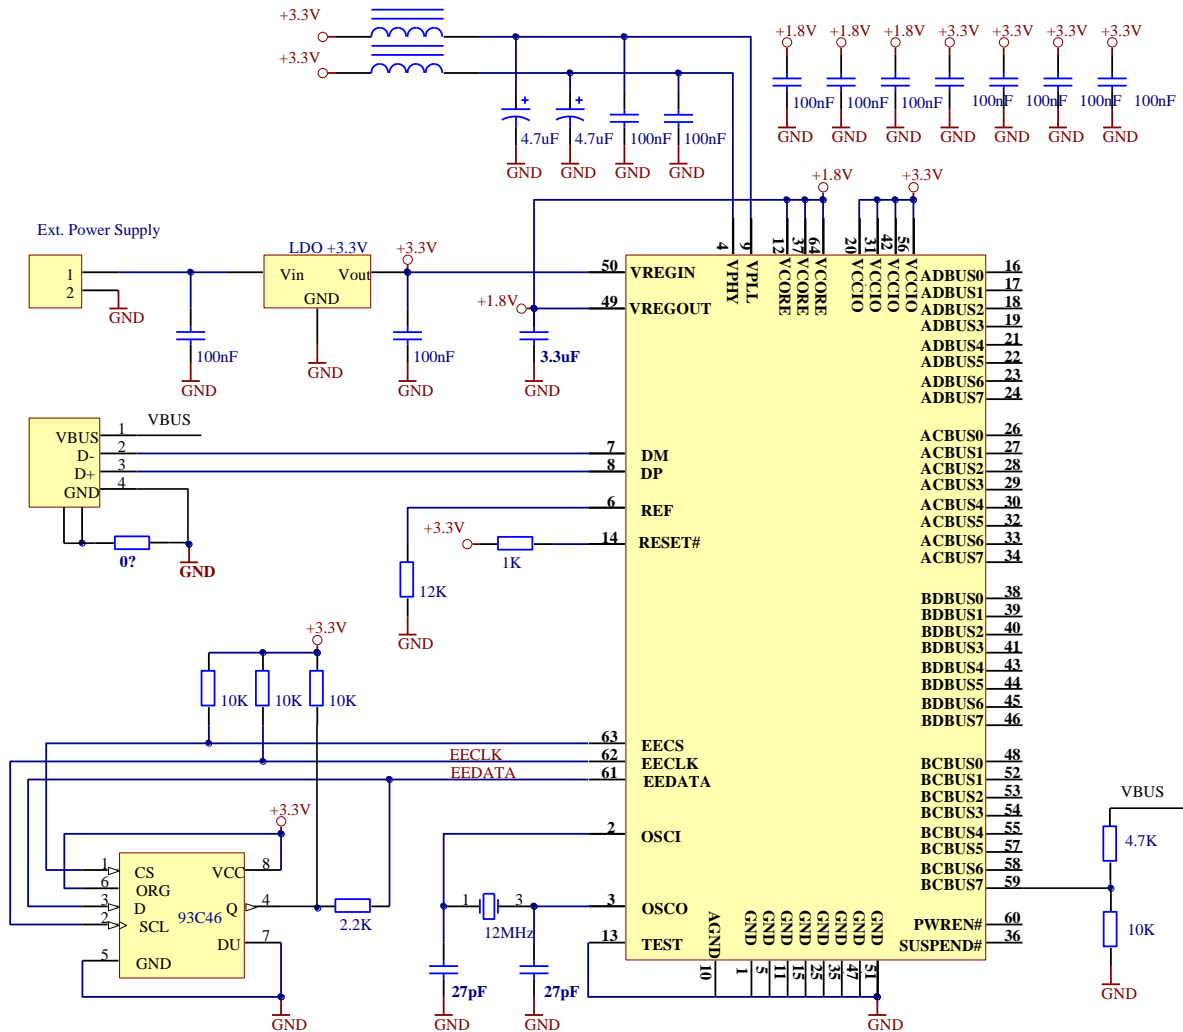 +3.3V
+3.3V
4.7uF 4.7uF 100nF 100nF
GND GND GND GND
+1.8V +1.8V +1.8V +3.3V +3.3V +3.3V +3.3V
100nF 100nF 100nF 100nF 100nF 100nF 100nF
GND GND GND GND GND GND GND
+1.8V +3.3V
Ext. Power Supply
1
2
GND
100nF
GND
LDO +3.3V
Vin Vout
GND
GND
+3.3V
100nF
GND
+1.8V
3.3uF
GND
VBUS 1 VBUS
D- 2
D+ 3
GND 4
0?
GND
+3.3V
1K
12K
GND
+3.3V
10K 10K 10K
EECLK
EEDATA
+3.3V
1 CS VCC 8
6 ORG
3 D Q 4
2 SCL
93C46
DU 7
5 GND
GND
2.2K
1 3
12MHz
27pF 27pF
GND GND
4 VPHY
9 VPLL
12 VCORE
37 VCORE
64 VCORE
20 VCCIO
31 VCCIO
42 VCCIO
56 VCCIO
50 VREGIN
49 VREGOUT
7 DM
8 DP
6 REF
14 RESET#
63 EECS
62 EECLK
61 EEDATA
2 OSCI
3 OSCO
13 TEST
AGND 10
GND 1
GND 5
GND 11
GND 15
GND 25
GND 35
GND 47
GND 51
GND
ADBUS0 16
ADBUS1 17
ADBUS2 18
ADBUS3 19
ADBUS4 21
ADBUS5 22
ADBUS6 23
ADBUS7 24
ACBUS0 26
ACBUS1 27
ACBUS2 28
ACBUS3 29
ACBUS4 30
ACBUS5 32
ACBUS6 33
ACBUS7 34
BDBUS0 38
BDBUS1 39
BDBUS2 40
BDBUS3 41
BDBUS4 43
BDBUS5 44
BDBUS6 45
BDBUS7 46
BCBUS0 48
BCBUS1 52
BCBUS2 53
BCBUS3 54
BCBUS4 55
BCBUS5 57
BCBUS6 58
BCBUS7 59
PWREN# 60
SUSPEND# 36
VBUS
4.7K
10K
GND